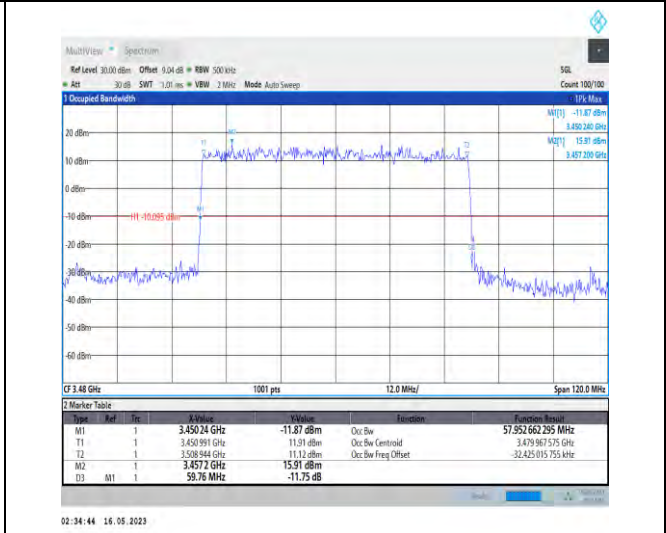 MultiView Spectrum
Ref Level 30.00 dBm Offset 9.04 dB RBW 500 kHz SGL
Att 30 dB SWT 1.01 ms VBW 2 MHz Mode Auto Sweep Count 100/100
1 Occupied Bandwidth 1Pk Max
M1[1] -11.87 dBm
3.450 240 GHz
M2[1] 15.91 dBm
3.457 200 GHz
20 dBm
T1 M2 T2
10 dBm
0 dBm
M1
-10 dBm H1 -10.095 dBm
-20 dBm
-30 dBm
-40 dBm
-50 dBm
-60 dBm
CF 3.48 GHz 1001 pts 12.0 MHz/ Span 120.0 MHz
2 Marker Table
Type Ref Trc X-Value Y-Value Function Function Result
M1 1 3.450 24 GHz -11.87 dBm Occ Bw 57.952 662 295 MHz
T1 1 3.450 991 GHz 11.91 dBm Occ Bw Centroid 3.479 967 575 GHz
T2 1 3.508 944 GHz 11.12 dBm Occ Bw Freq Offset -32.425 015 755 kHz
M2 1 3.457 2 GHz 15.91 dBm
D3 M1 1 59.76 MHz -11.75 dB
Ready
02:34:44 16.05.2023